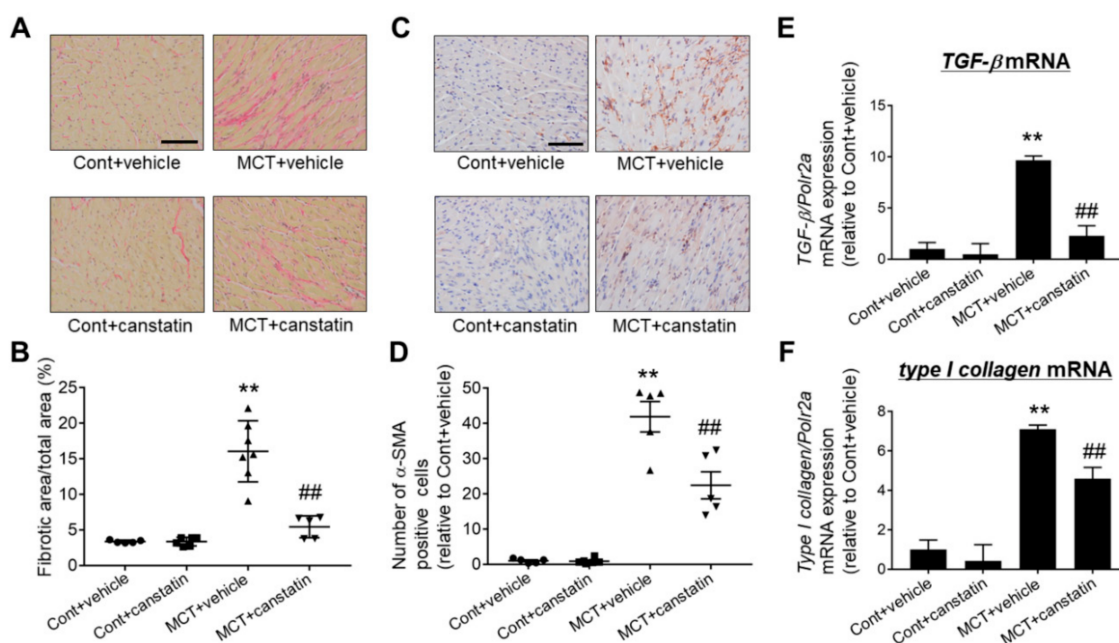 A
Cont+vehicle
MCT+vehicle
Cont+canstatin
MCT+canstatin
B
Fibrotic area/total area (%)
25
20
15
10
5
0
**
##
Cont+vehicle
Cont+canstatin
MCT+vehicle
MCT+canstatin
C
Cont+vehicle
MCT+vehicle
Cont+canstatin
MCT+canstatin
D
Number of α-SMA
positive cells
(relative to Cont+vehicle)
50
40
30
20
10
0
**
##
Cont+vehicle
Cont+canstatin
MCT+vehicle
MCT+canstatin
E
TGF-β mRNA
TGF-β/Polr2a
mRNA expression
(relative to Cont+vehicle)
15
10
5
0
**
##
Cont+vehicle
Cont+canstatin
MCT+vehicle
MCT+canstatin
F
type I collagen mRNA
Type I collagen/Polr2a
mRNA expression
(relative to Cont+vehicle)
8
6
4
2
0
**
##
Cont+vehicle
Cont+canstatin
MCT+vehicle
MCT+canstatin